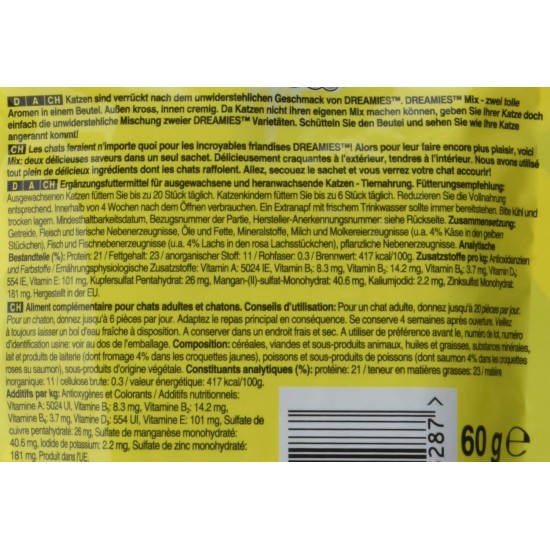 D A CH Katzen sind verrückt nach dem unwiderstehlichen Geschmack von DREAMIES™. DREAMIES™ Mix - zwei tolle
Aromen in einem Beutel. Außen kross, innen cremig. Da Katzen nicht ihren eigenen Mix machen können, geben Sie Ihrer Katze doch
einfach die unwiderstehliche Mischung zweier DREAMIES™ Varietäten. Schütteln Sie den Beutel und sehen Sie wie Ihre Katze
angerannt kommt!
CH Les chats feraient n'importe quoi pour les incroyables friandises DREAMIES™! Alors pour leur faire encore plus plaisir, voici
Mix: deux délicieuses saveurs dans un seul sachet. Délicieusement craquantes à l'extérieur, tendres à l'intérieur. Nous avons utilisé
tout plein de délicieux ingrédients dont les chats raffolent. Allez, secouez le sachet et vous verrez votre chat accourir!
D A CH Ergänzungsfuttermittel für ausgewachsene und heranwachsende Katzen - Tiernahrung. Fütterungsempfehlung:
Ausgewachsenen Katzen füttern Sie bis zu 20 Stück täglich. Katzenkindern füttern Sie bis zu 6 Stück täglich. Reduzieren Sie die Vollnahrung
entsprechend. Innerhalb von 4 Wochen nach dem Öffnen verbrauchen. Ein Extranapf mit frischem Trinkwasser sollte immer bereitstehen. Bitte kühl und
trocken lagern. Mindesthaltbarkeitsdatum, Bezugsnummer der Partie, Hersteller-Anerkennungsnummer: siehe Rückseite. Zusammensetzung:
Getreide, Fleisch und tierische Nebenerzeugnisse, Öle und Fette, Mineralstoffe, Milch und Molkereierzeugnisse (u.a. 4% Käse in den gelben
Stückchen), Fisch und Fischnebenerzeugnisse (u.a. 4% Lachs in den rosa Lachsstückchen), pflanzliche Nebenerzeugnisse. Analytische
Bestandteile (%): Protein: 21 / Fettgehalt: 23 / anorganischer Stoff: 11 / Rohfaser: 0.3 / Brennwert: 417 kcal/100g. Zusatzstoffe pro kg: Antioxidanzien
und Farbstoffe / Ernährungsphysiologische Zusatzstoffe: Vitamin A: 5024 IE, Vitamin B₁: 8.3 mg, Vitamin B₂: 14.2 mg, Vitamin B₆: 3.7 mg, Vitamin D₃:
554 IE, Vitamin E: 101 mg, Kupfersulfat Pentahydrat: 26 mg, Mangan-(II)-sulfat-Monohydrat: 40.6 mg, Kaliumjodid: 2.2 mg, Zinksulfat Monohydrat:
181 mg. Hergestellt in der EU.
CH Aliment complémentaire pour chats adultes et chatons. Conseils d'utilisation: Pour un chat adulte, donnez jusqu'à 20 pièces par jour.
Pour un chaton, donnez jusqu'à 6 pièces par jour. Adaptez le repas principal en conséquence. Se conserve 4 semaines après ouverture. Veillez
à toujours laisser un bol d'eau fraîche à disposition. A conserver dans un endroit frais et sec. A utiliser de préférence avant le, numéro de lot, numéro
d'identification usine: voir au dos de l'emballage. Composition: céréales, viandes et sous-produits animaux, huiles et graisses, substances minérales,
lait et produits de laiterie (dont fromage 4% dans les croquettes jaunes), poissons et sous-produits de poissons (dont saumon 4% dans les croquettes
roses au saumon), sous-produits d'origine végétale. Constituants analytiques (%): protéine: 21 / teneur en matières grasses: 23 / matière
inorganique: 11 / cellulose brute: 0.3 / valeur énergétique: 417 kcal/100g.
Additifs par kg: Antioxygènes et Colorants / Additifs nutritionnels:
Vitamine A: 5024 UI, Vitamine B₁: 8.3 mg, Vitamine B₂: 14.2 mg,
Vitamine B₆: 3.7 mg, Vitamine D₃: 554 UI, Vitamine E: 101 mg, Sulfate de
cuivre pentahydraté: 26 mg, Sulfate de manganèse monohydraté:
40.6 mg, Iodide de potassium: 2.2 mg, Sulfate de zinc monohydraté:
181 mg. Produit dans l'UE.
287>
60 g e